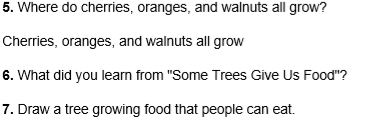 5. Where do cherries, oranges, and walnuts all grow?
Cherries, oranges, and walnuts all grow
6. What did you learn from "Some Trees Give Us Food"?
7. Draw a tree growing food that people can eat.